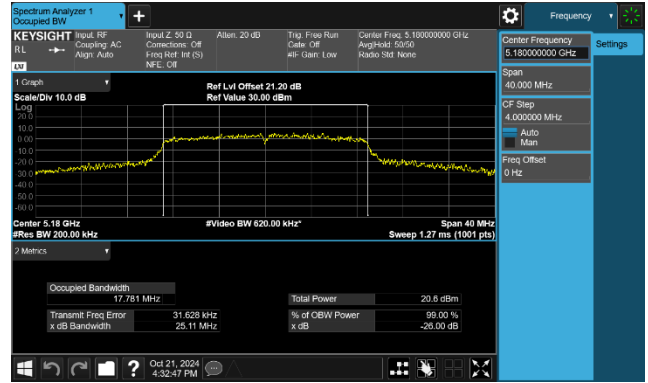 Spectrum Analyzer 1
Occupied BW
Frequency
KEYSIGHT
RL
Input: RF
Coupling: AC
Align: Auto
Input Z: 50 Ω
Corrections: Off
Freq Ref: Int (S)
NFE: Off
Atten: 20 dB
Trig: Free Run
Gate: Off
#IF Gain: Low
Center Freq: 5.180000000 GHz
Avg|Hold: 50/50
Radio Std: None
LXI
Center Frequency
5.180000000 GHz
Settings
Span
40.000 MHz
CF Step
4.000000 MHz
Auto
Man
Freq Offset
0 Hz
1 Graph
Scale/Div 10.0 dB
Ref Lvl Offset 21.20 dB
Ref Value 30.00 dBm
Log
20.0
10.0
0.00
-10.0
-20.0
-30.0
-40.0
-50.0
-60.0
Center 5.18 GHz
#Res BW 200.00 kHz
#Video BW 620.00 kHz*
Span 40 MHz
Sweep 1.27 ms (1001 pts)
2 Metrics
Occupied Bandwidth
17.781 MHz
Total Power 20.6 dBm
Transmit Freq Error 31.628 kHz
% of OBW Power 99.00 %
x dB Bandwidth 25.11 MHz
x dB -26.00 dB
?
Oct 21, 2024
4:32:47 PM